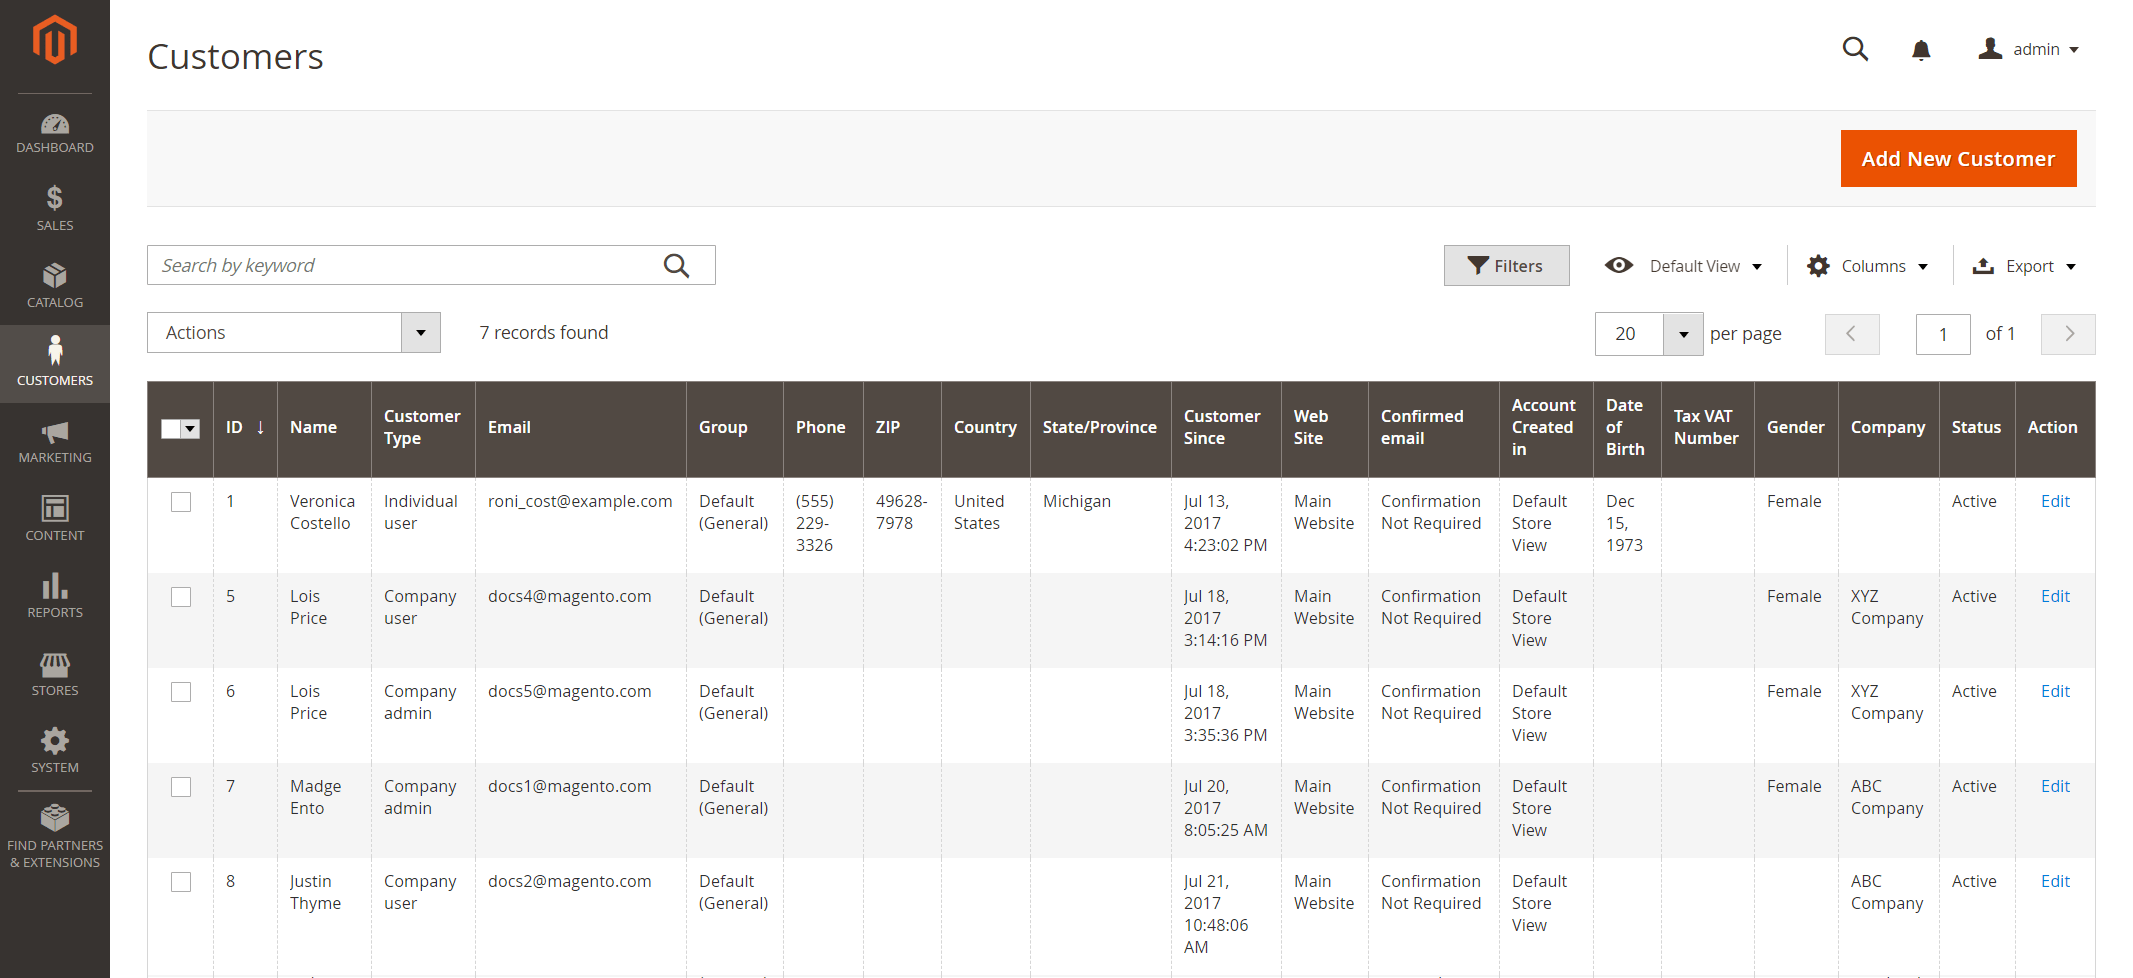 Customers
admin
DASHBOARD
SALES
CATALOG
CUSTOMERS
MARKETING
CONTENT
REPORTS
STORES
SYSTEM
FIND PARTNERS
& EXTENSIONS
Add New Customer
Search by keyword
Filters
Default View
Columns
Export
Actions
7 records found
20
per page
1
of 1
ID ↓
Name
Customer
Type
Email
Group
Phone
ZIP
Country
State/Province
Customer
Since
Web
Site
Confirmed
email
Account
Created
in
Date
of
Birth
Tax VAT
Number
Gender
Company
Status
Action
1
Veronica
Costello
Individual
user
roni_cost@example.com
Default
(General)
(555)
229-
3326
49628-
7978
United
States
Michigan
Jul 13,
2017
4:23:02 PM
Main
Website
Confirmation
Not Required
Default
Store
View
Dec
15,
1973
Female
Active
Edit
5
Lois
Price
Company
user
docs4@magento.com
Default
(General)
Jul 18,
2017
3:14:16 PM
Main
Website
Confirmation
Not Required
Default
Store
View
Female
XYZ
Company
Active
Edit
6
Lois
Price
Company
admin
docs5@magento.com
Default
(General)
Jul 18,
2017
3:35:36 PM
Main
Website
Confirmation
Not Required
Default
Store
View
Female
XYZ
Company
Active
Edit
7
Madge
Ento
Company
admin
docs1@magento.com
Default
(General)
Jul 20,
2017
8:05:25 AM
Main
Website
Confirmation
Not Required
Default
Store
View
Female
ABC
Company
Active
Edit
8
Justin
Thyme
Company
user
docs2@magento.com
Default
(General)
Jul 21,
2017
10:48:06
AM
Main
Website
Confirmation
Not Required
Default
Store
View
ABC
Company
Active
Edit